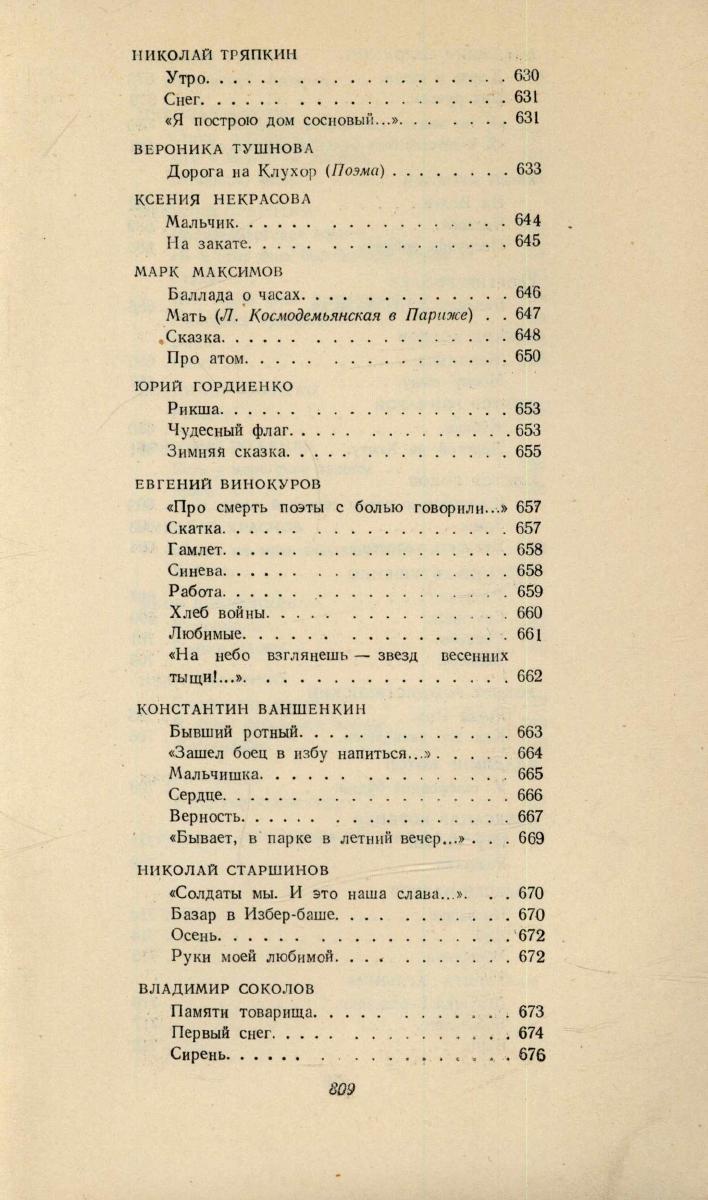 НИКОЛАЙ ТРЯПКИН
Утро. . . . . . . . . . . . . . . . . . 630
Снег. . . . . . . . . . . . . . . . . . 631
«Я построю дом сосновый...». . . . . . . 631
ВЕРОНИКА ТУШНОВА
Дорога на Клухор (Поэма) . . . . . . . . 633
КСЕНИЯ НЕКРАСОВА
Мальчик. . . . . . . . . . . . . . . . . 644
На закате. . . . . . . . . . . . . . . . 645
МАРК МАКСИМОВ
Баллада о часах. . . . . . . . . . . . . 646
Мать (Л. Космодемьянская в Париже) . . 647
Сказка. . . . . . . . . . . . . . . . . 648
Про атом. . . . . . . . . . . . . . . . 650
ЮРИЙ ГОРДИЕНКО
Рикша. . . . . . . . . . . . . . . . . 653
Чудесный флаг. . . . . . . . . . . . . 653
Зимняя сказка. . . . . . . . . . . . . 655
ЕВГЕНИЙ ВИНОКУРОВ
«Про смерть поэты с болью говорили...» 657
Скатка. . . . . . . . . . . . . . . . . 657
Гамлет. . . . . . . . . . . . . . . . . 658
Синева. . . . . . . . . . . . . . . . . 658
Работа. . . . . . . . . . . . . . . . . 659
Хлеб войны. . . . . . . . . . . . . . . 660
Любимые. . . . . . . . . . . . . . . . 661
«На небо взглянешь — звезд весенних
тыщи!...». . . . . . . . . . . . . . . 662
КОНСТАНТИН ВАНШЕНКИН
Бывший ротный. . . . . . . . . . . . . 663
«Зашел боец в избу напиться...» . . . . . 664
Мальчишка. . . . . . . . . . . . . . . 665
Сердце. . . . . . . . . . . . . . . . . 666
Верность. . . . . . . . . . . . . . . . 667
«Бывает, в парке в летний вечер...» . . . 669
НИКОЛАЙ СТАРШИНОВ
«Солдаты мы. И это наша слава...». . . 670
Базар в Избер-баше. . . . . . . . . . . 670
Осень. . . . . . . . . . . . . . . . . 672
Руки моей любимой. . . . . . . . . . . 672
ВЛАДИМИР СОКОЛОВ
Памяти товарища. . . . . . . . . . . . 673
Первый снег. . . . . . . . . . . . . . 674
Сирень. . . . . . . . . . . . . . . . . 676
809